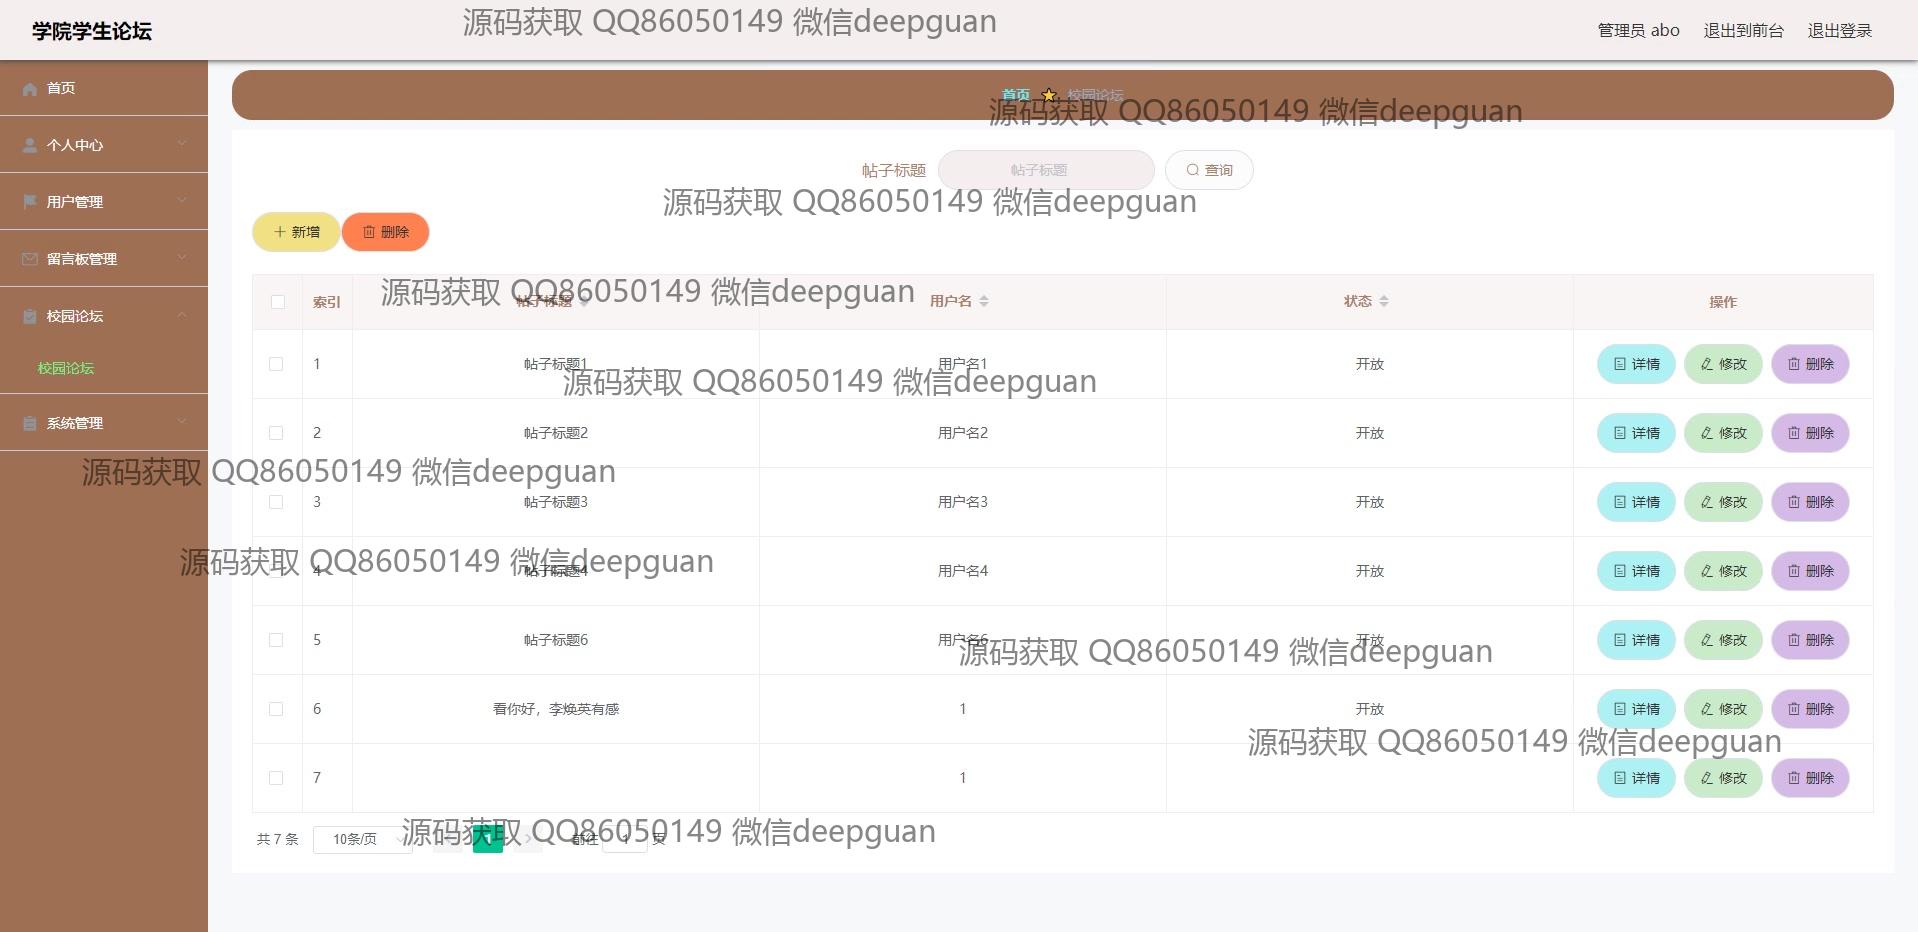 学院学生论坛
源码获取 QQ86050149 微信deepguan
管理员 abo 退出到前台 退出登录
首页
个人中心
用户管理
留言板管理
校园论坛
校园论坛
系统管理
首页 校园论坛
源码获取 QQ86050149 微信deepguan
帖子标题 帖子标题 查询
源码获取 QQ86050149 微信deepguan
新增 删除
源码获取 QQ86050149 微信deepguan
索引 帖子标题 用户名 状态 操作
1 帖子标题1 用户名1 开放 详情 修改 删除
源码获取 QQ86050149 微信deepguan
2 帖子标题2 用户名2 开放 详情 修改 删除
源码获取 QQ86050149 微信deepguan
3 帖子标题3 用户名3 开放 详情 修改 删除
源码获取 QQ86050149 微信deepguan
4 帖子标题4 用户名4 开放 详情 修改 删除
5 帖子标题6 用户名6 开放 详情 修改 删除
源码获取 QQ86050149 微信deepguan
6 看你好，李焕英有感 1 开放 详情 修改 删除
源码获取 QQ86050149 微信deepguan
7 1 详情 修改 删除
源码获取 QQ86050149 微信deepguan
共 7 条 10条/页 1 前往 1 页